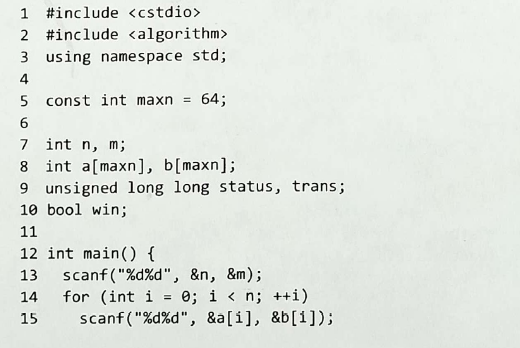 1 #include <cstdio>
2 #include <algorithm>
3 using namespace std;
4
5 const int maxn = 64;
6
7 int n, m;
8 int a[maxn], b[maxn];
9 unsigned long long status, trans;
10 bool win;
11
12 int main() {
13   scanf("%d%d", &n, &m);
14   for (int i = 0; i < n; ++i)
15     scanf("%d%d", &a[i], &b[i]);